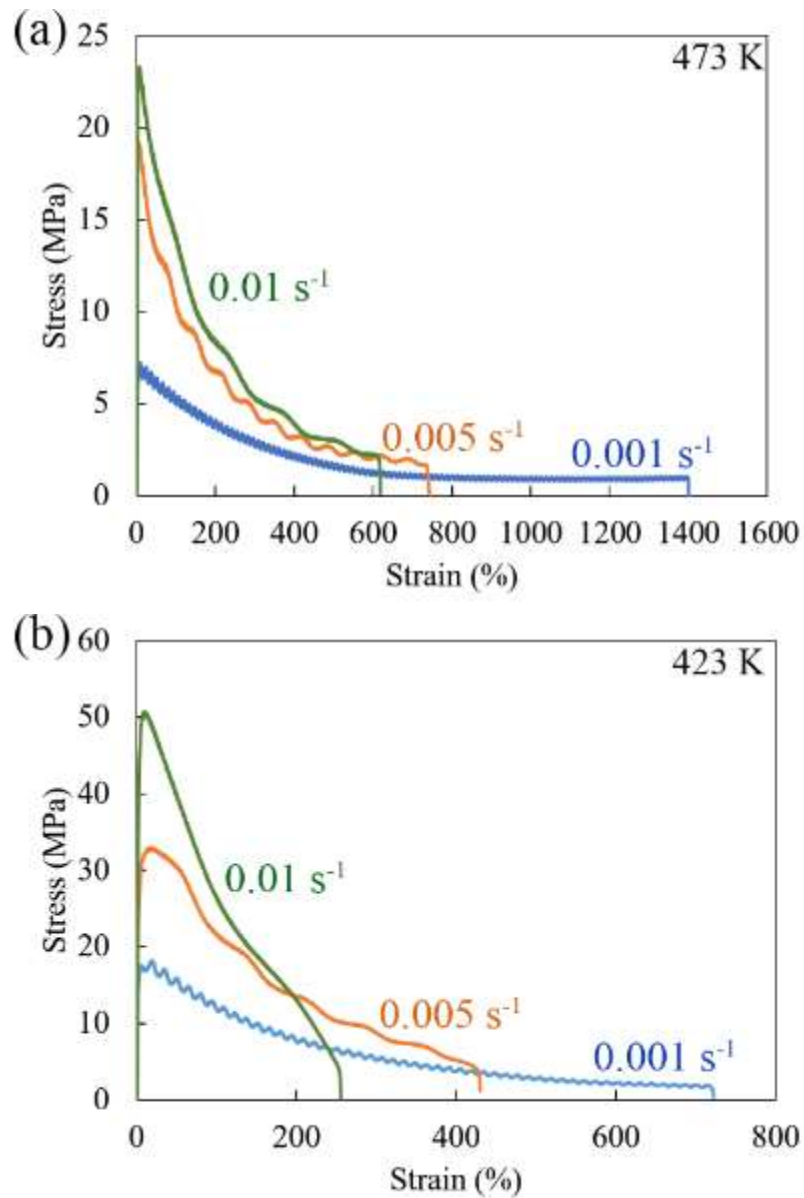 (a)
473 K
25
20
15
10
5
0
Stress (MPa)
0.01 s⁻¹
0.005 s⁻¹
0.001 s⁻¹
0 200 400 600 800 1000 1200 1400 1600
Strain (%)
(b)
423 K
60
50
40
30
20
10
0
Stress (MPa)
0.01 s⁻¹
0.005 s⁻¹
0.001 s⁻¹
0 200 400 600 800
Strain (%)